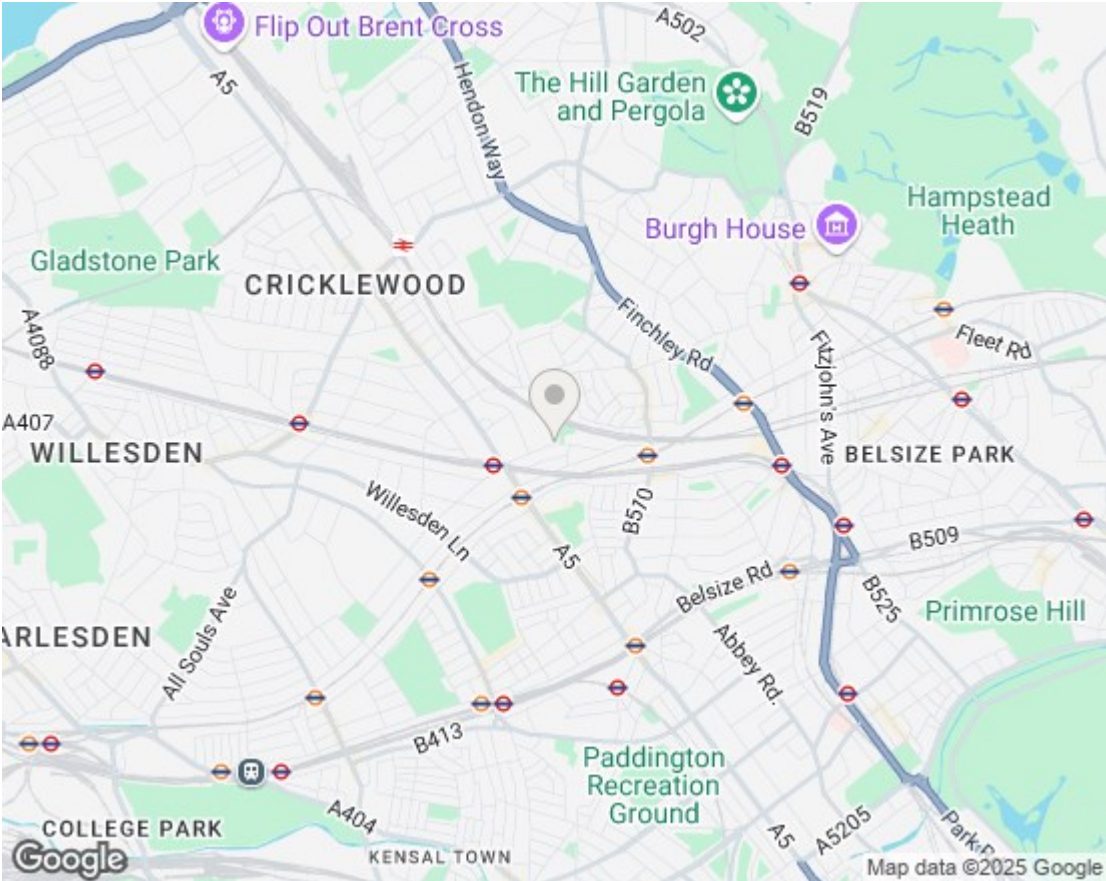 Flip Out Brent Cross
A502
A5
Hendon Way
The Hill Garden
and Pergola
B519
Hampstead
Heath
Burgh House
Gladstone Park
CRICKLEWOOD
A4088
Finchley Rd
Fleet Rd
Fitzjohn's Ave
A407
WILLESDEN
BELSIZE PARK
Willesden Ln
B510
A5
B509
Belsize Rd
B525
Primrose Hill
ARLESDEN
All Souls Ave
Abbey Rd.
B413
Paddington
Recreation
Ground
A404
COLLEGE PARK
KENSAL TOWN
A5
A5205
Park
Google
Map data ©2025 Google